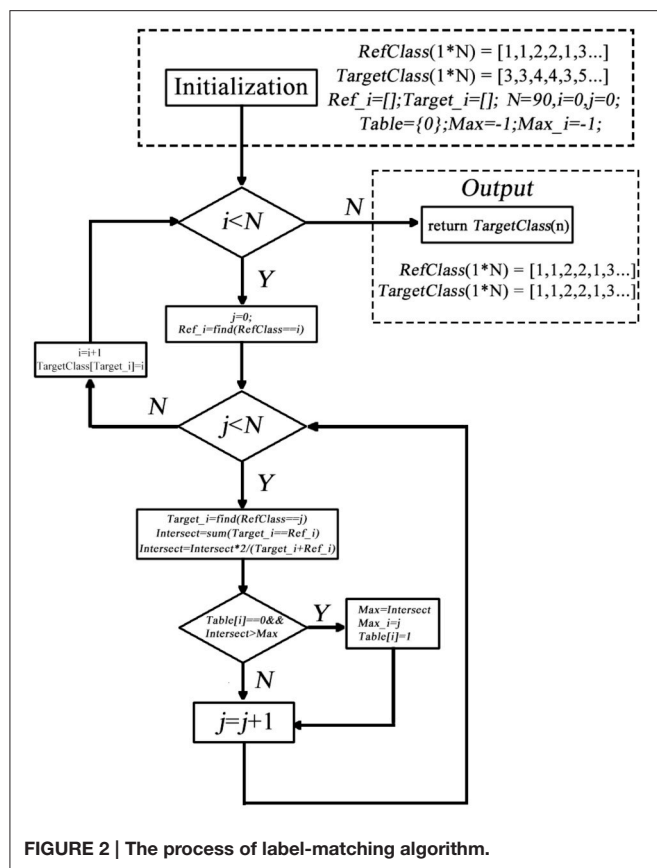 Initialization
RefClass(1*N) = [1,1,2,2,1,3...]
TargetClass(1*N) = [3,3,4,4,3,5...]
Ref_i=[];Target_i=[]; N=90,i=0,j=0;
Table={0};Max=-1;Max_i=-1;
i<N
N
Output
return TargetClass(n)
RefClass(1*N) = [1,1,2,2,1,3...]
TargetClass(1*N) = [1,1,2,2,1,3...]
Y
j=0;
Ref_i=find(RefClass==i)
i=i+1
TargetClass[Target_i]=i
N
j<N
Y
Target_i=find(RefClass==j)
Intersect=sum(Target_i==Ref_i)
Intersect=Intersect*2/(Target_i+Ref_i)
Table[i]==0&&
Intersect>Max
Y
Max=Intersect
Max_i=j
Table[i]=1
N
j=j+1
FIGURE 2 | The process of label-matching algorithm.